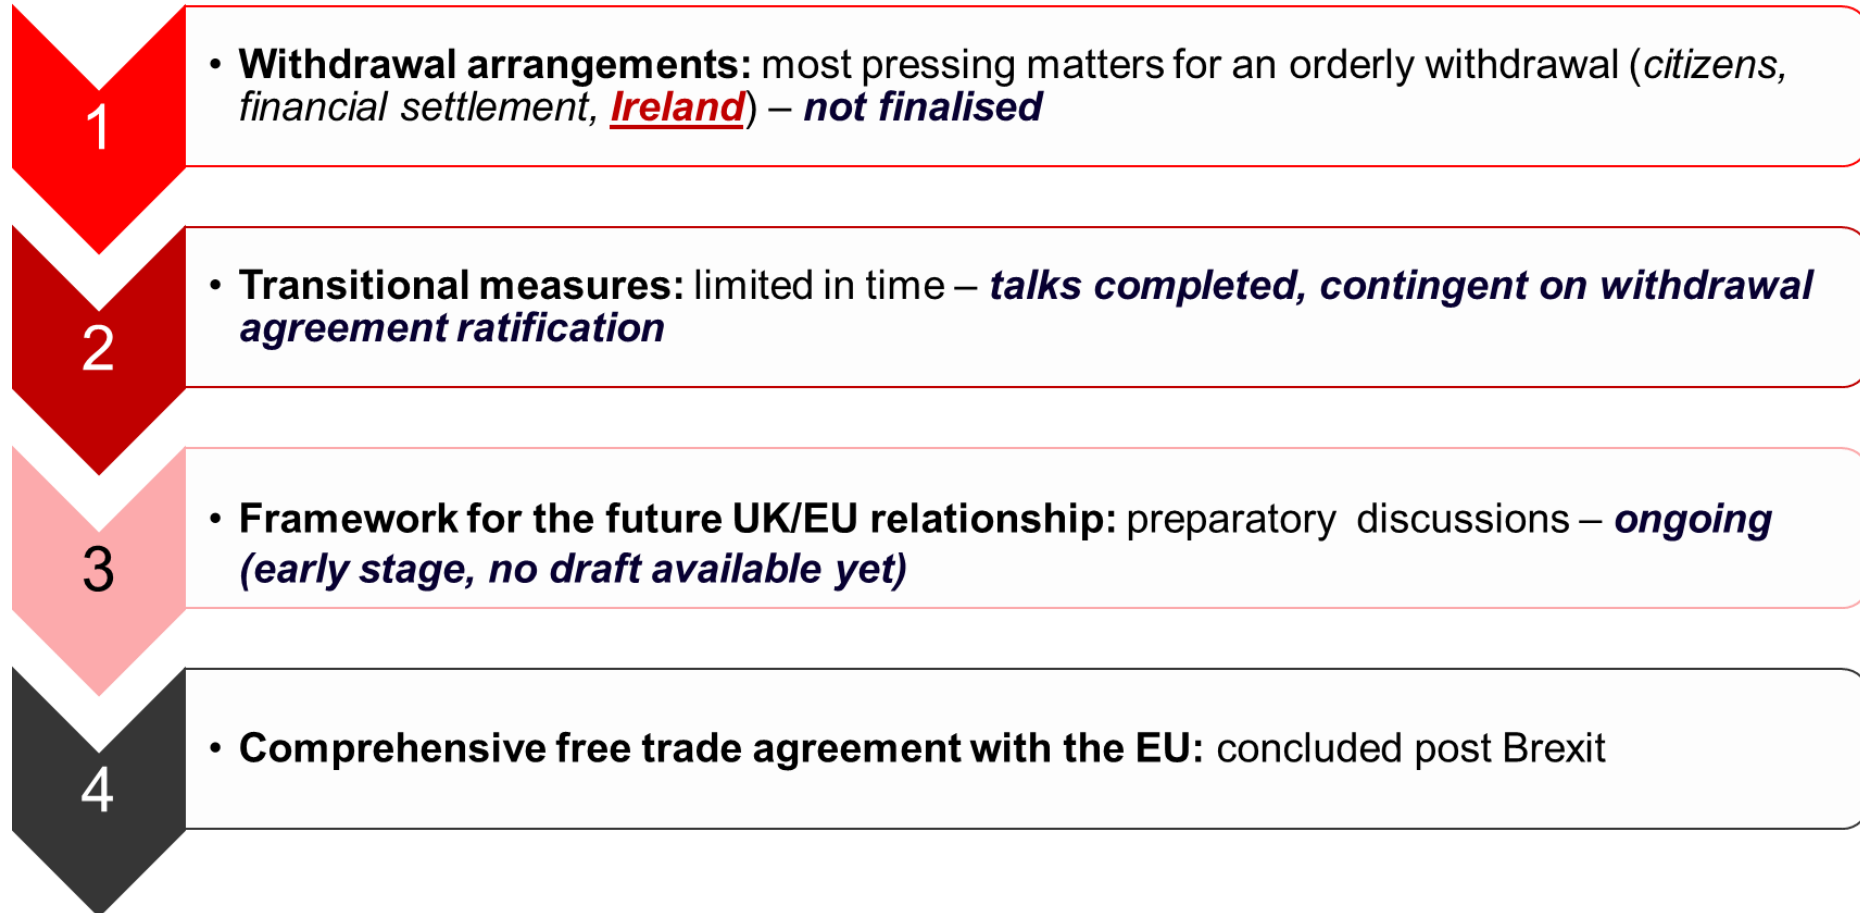 1
• Withdrawal arrangements: most pressing matters for an orderly withdrawal (citizens,
financial settlement, Ireland) – not finalised
2
• Transitional measures: limited in time – talks completed, contingent on withdrawal
agreement ratification
3
• Framework for the future UK/EU relationship: preparatory discussions – ongoing
(early stage, no draft available yet)
4
• Comprehensive free trade agreement with the EU: concluded post Brexit